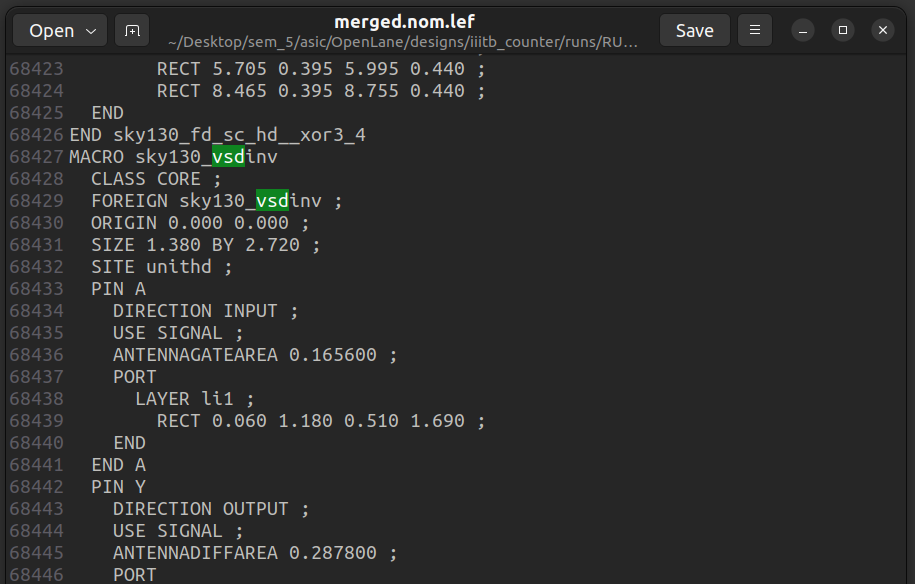 Open
merged.nom.lef
~/Desktop/sem_5/asic/OpenLane/designs/iiitb_counter/runs/RU...
Save
68423 RECT 5.705 0.395 5.995 0.440 ;
68424 RECT 8.465 0.395 8.755 0.440 ;
68425 END
68426 END sky130_fd_sc_hd__xor3_4
68427 MACRO sky130_vsdinv
68428 CLASS CORE ;
68429 FOREIGN sky130_vsdinv ;
68430 ORIGIN 0.000 0.000 ;
68431 SIZE 1.380 BY 2.720 ;
68432 SITE unithd ;
68433 PIN A
68434 DIRECTION INPUT ;
68435 USE SIGNAL ;
68436 ANTENNAGATEAREA 0.165600 ;
68437 PORT
68438 LAYER li1 ;
68439 RECT 0.060 1.180 0.510 1.690 ;
68440 END
68441 END A
68442 PIN Y
68443 DIRECTION OUTPUT ;
68444 USE SIGNAL ;
68445 ANTENNADIFFAREA 0.287800 ;
68446 PORT